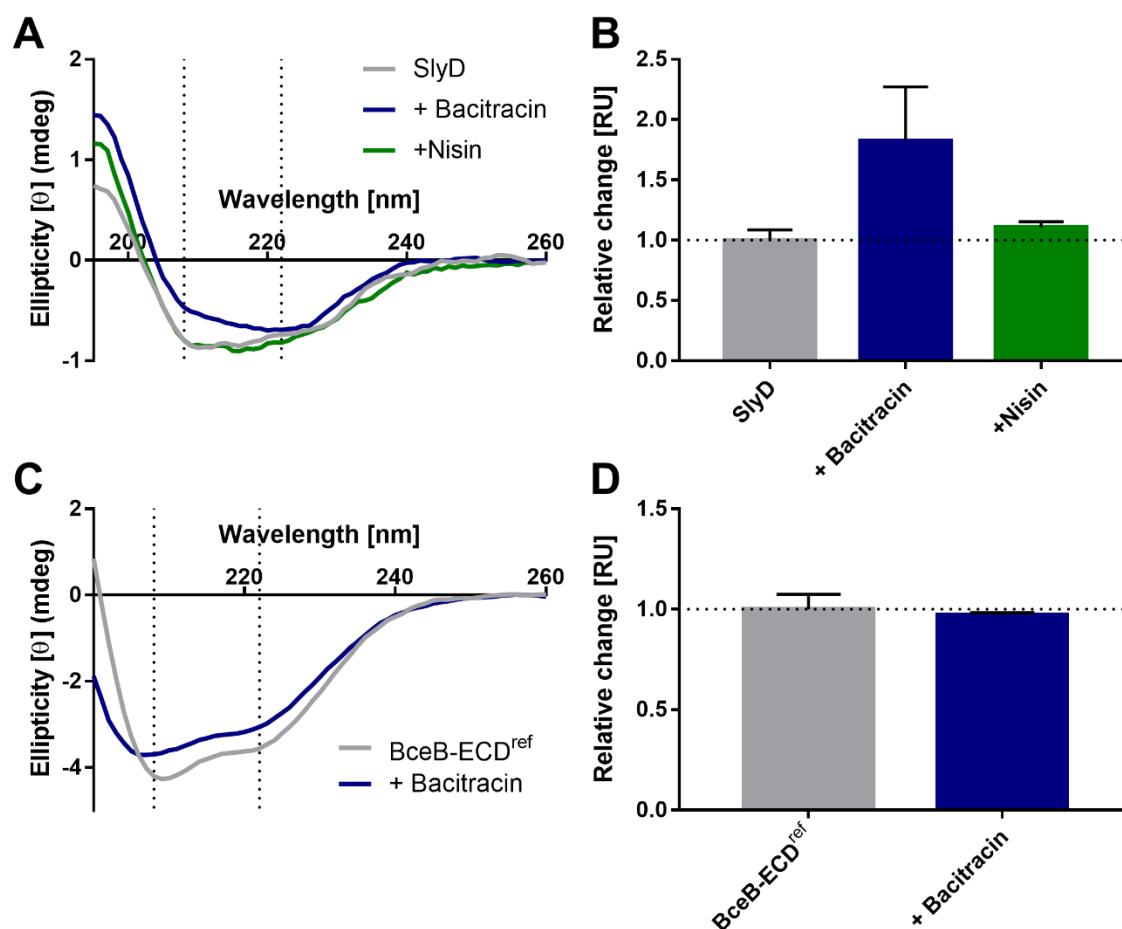 A
Ellipticity [θ] (mdeg)
2
1
0
-1
200
220
240
260
Wavelength [nm]
SlyD
+ Bacitracin
+Nisin
B
Relative change [RU]
2.5
2.0
1.5
1.0
0.5
0.0
SlyD
+ Bacitracin
+Nisin
C
Ellipticity [θ] (mdeg)
2
0
-2
-4
Wavelength [nm]
220
240
260
BceB-ECDref
+ Bacitracin
D
Relative change [RU]
1.5
1.0
0.5
0.0
BceB-ECDref
+ Bacitracin